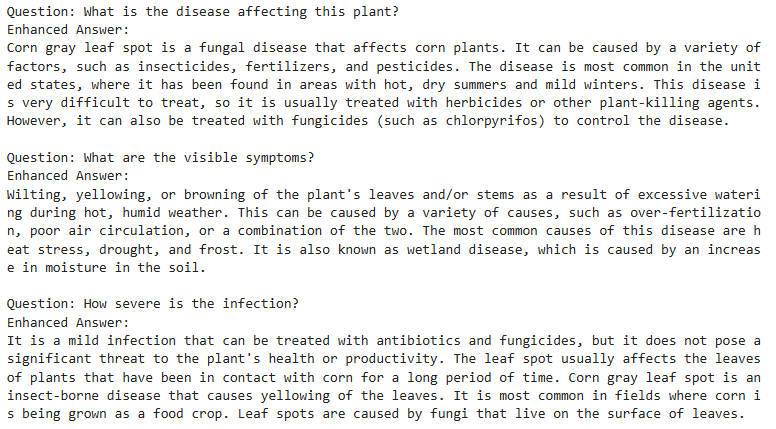 Question: What is the disease affecting this plant?
Enhanced Answer:
Corn gray leaf spot is a fungal disease that affects corn plants. It can be caused by a variety of
factors, such as insecticides, fertilizers, and pesticides. The disease is most common in the unit
ed states, where it has been found in areas with hot, dry summers and mild winters. This disease i
s very difficult to treat, so it is usually treated with herbicides or other plant-killing agents.
However, it can also be treated with fungicides (such as chlorpyrifos) to control the disease.
Question: What are the visible symptoms?
Enhanced Answer:
Wilting, yellowing, or browning of the plant's leaves and/or stems as a result of excessive wateri
ng during hot, humid weather. This can be caused by a variety of causes, such as over-fertilizatio
n, poor air circulation, or a combination of the two. The most common causes of this disease are h
eat stress, drought, and frost. It is also known as wetland disease, which is caused by an increas
e in moisture in the soil.
Question: How severe is the infection?
Enhanced Answer:
It is a mild infection that can be treated with antibiotics and fungicides, but it does not pose a
significant threat to the plant's health or productivity. The leaf spot usually affects the leaves
of plants that have been in contact with corn for a long period of time. Corn gray leaf spot is an
insect-borne disease that causes yellowing of the leaves. It is most common in fields where corn i
s being grown as a food crop. Leaf spots are caused by fungi that live on the surface of leaves.